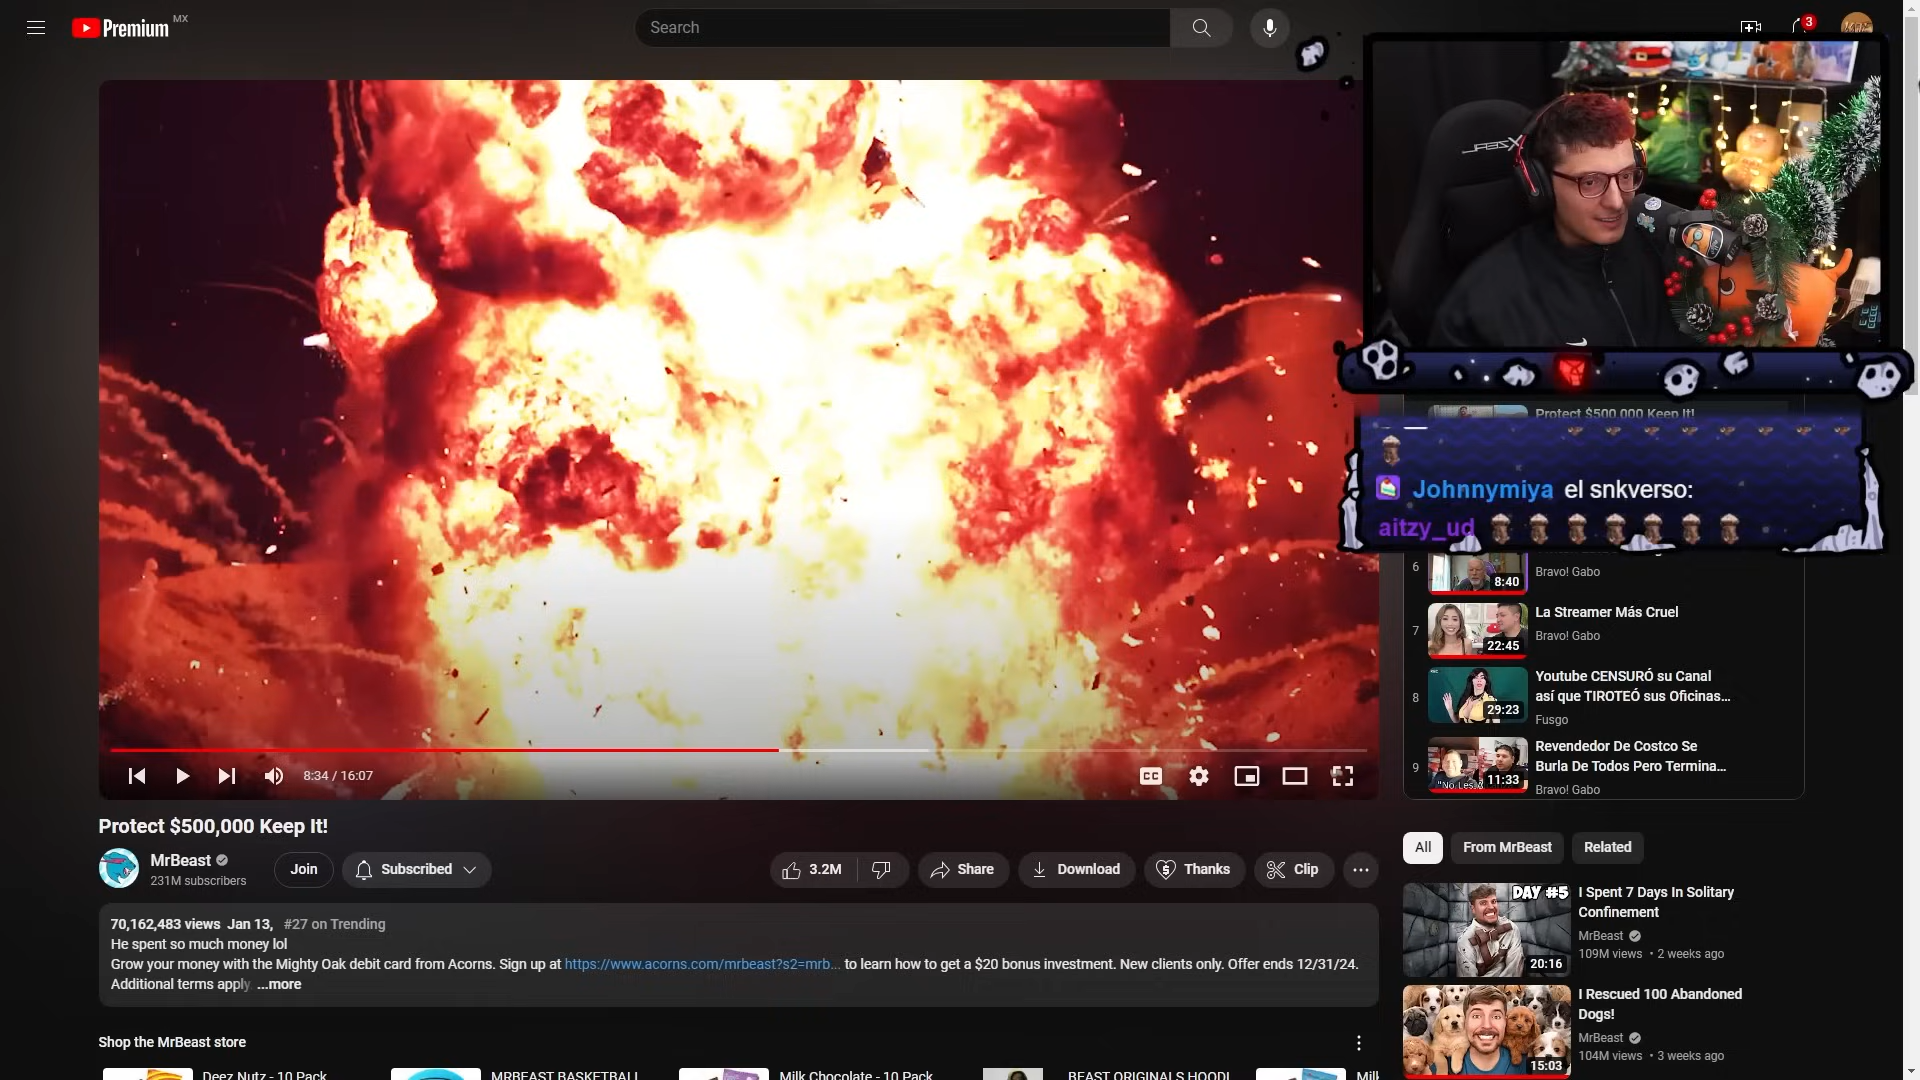 Premium MX
Search
3
Protect $500,000 Keep It!
Johnnymiya el snkverso:
aitzy_ud
6
8:40
Bravo! Gabo
7
La Streamer Más Cruel
22:45
Bravo! Gabo
8
Youtube CENSURÓ su Canal
así que TIROTEÓ sus Oficinas...
29:23
Fusgo
9
Revendedor De Costco Se
Burla De Todos Pero Termina...
11:33
Bravo! Gabo
CC
8:34 / 16:07
Protect $500,000 Keep It!
MrBeast
231M subscribers
Join
Subscribed
3.2M
Share
Download
Thanks
Clip
70,162,483 views Jan 13, #27 on Trending
He spent so much money lol
Grow your money with the Mighty Oak debit card from Acorns. Sign up at https://www.acorns.com/mrbeast?s2=mrb... to learn how to get a $20 bonus investment. New clients only. Offer ends 12/31/24.
Additional terms apply ...more
Shop the MrBeast store
Deez Nutz - 10 Pack
MRBEAST BASKETBALL
Milk Chocolate - 10 Pack
BEAST ORIGINALS HOODI
Milk
All
From MrBeast
Related
DAY #5
I Spent 7 Days In Solitary
Confinement
MrBeast
109M views • 2 weeks ago
20:16
I Rescued 100 Abandoned
Dogs!
MrBeast
104M views • 3 weeks ago
15:03